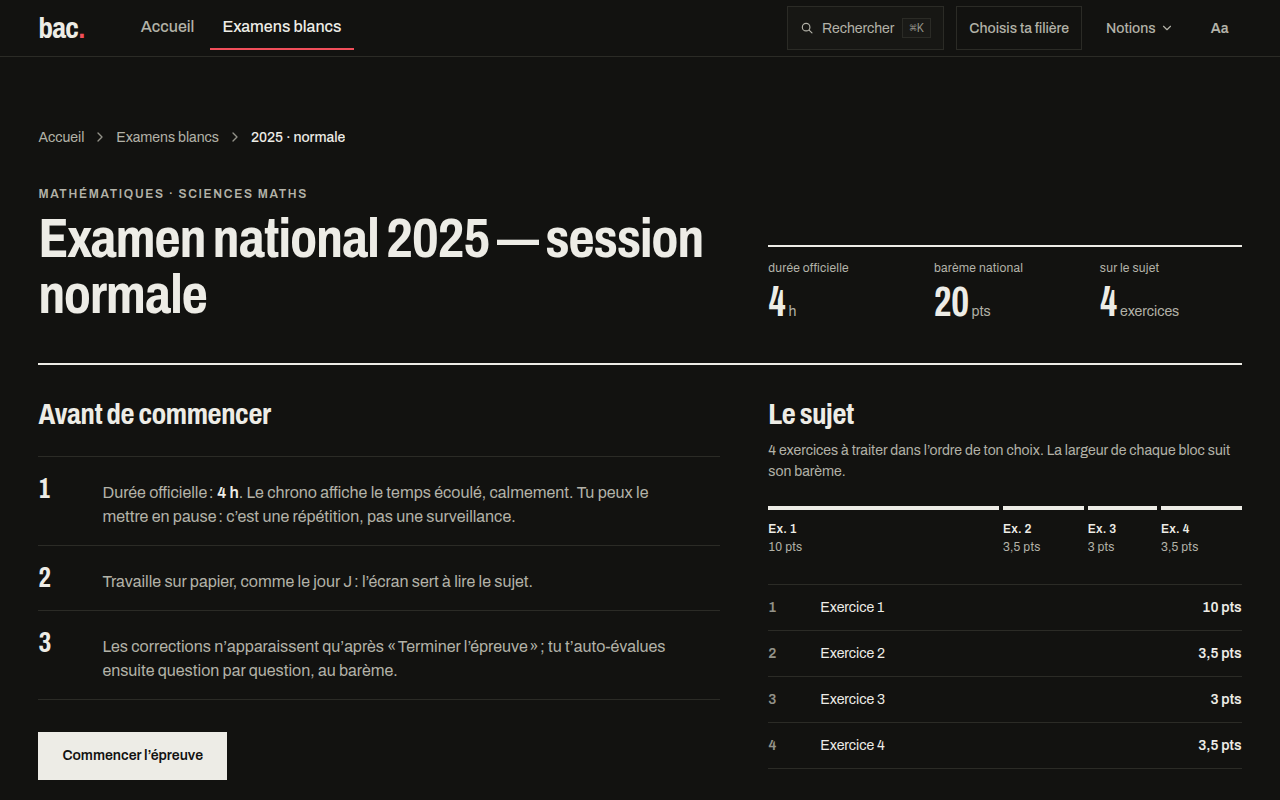 bac.
Accueil
Examens blancs
Rechercher ⌘K
Choisis ta filière
Notions
Aa
Accueil > Examens blancs > 2025 · normale
MATHÉMATIQUES · SCIENCES MATHS
Examen national 2025 — session
normale
durée officielle
4 h
barème national
20 pts
sur le sujet
4 exercices
Avant de commencer
1
Durée officielle : 4 h. Le chrono affiche le temps écoulé, calmement. Tu peux le
mettre en pause : c’est une répétition, pas une surveillance.
2
Travaille sur papier, comme le jour J : l’écran sert à lire le sujet.
3
Les corrections n’apparaissent qu’après « Terminer l’épreuve » ; tu t’auto-évalues
ensuite question par question, au barème.
Commencer l’épreuve
Le sujet
4 exercices à traiter dans l’ordre de ton choix. La largeur de chaque bloc suit
son barème.
Ex. 1
10 pts
Ex. 2
3,5 pts
Ex. 3
3 pts
Ex. 4
3,5 pts
1 Exercice 1 10 pts
2 Exercice 2 3,5 pts
3 Exercice 3 3 pts
4 Exercice 4 3,5 pts